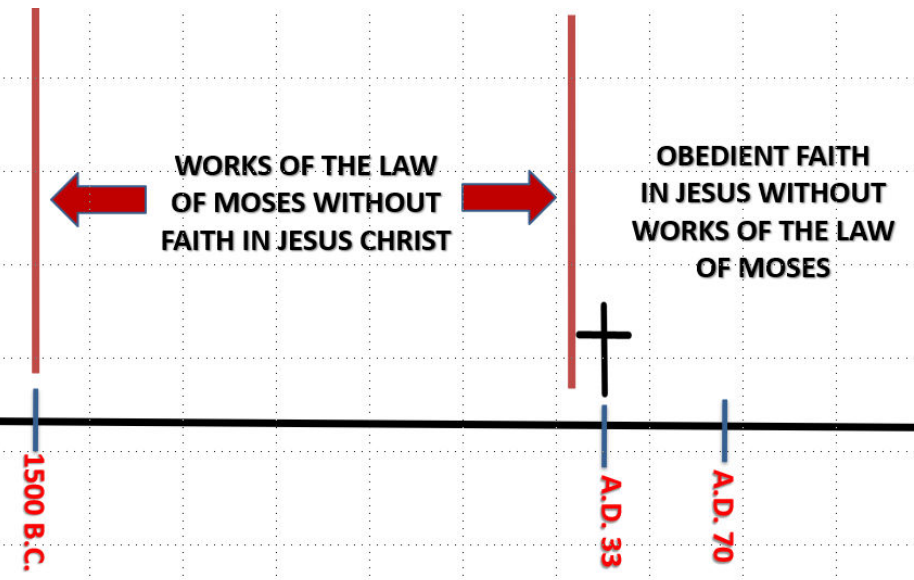 WORKS OF THE LAW
OF MOSES WITHOUT
FAITH IN JESUS CHRIST
OBEDIENT FAITH
IN JESUS WITHOUT
WORKS OF THE LAW
OF MOSES
1500 B.C.
A.D. 33
A.D. 70